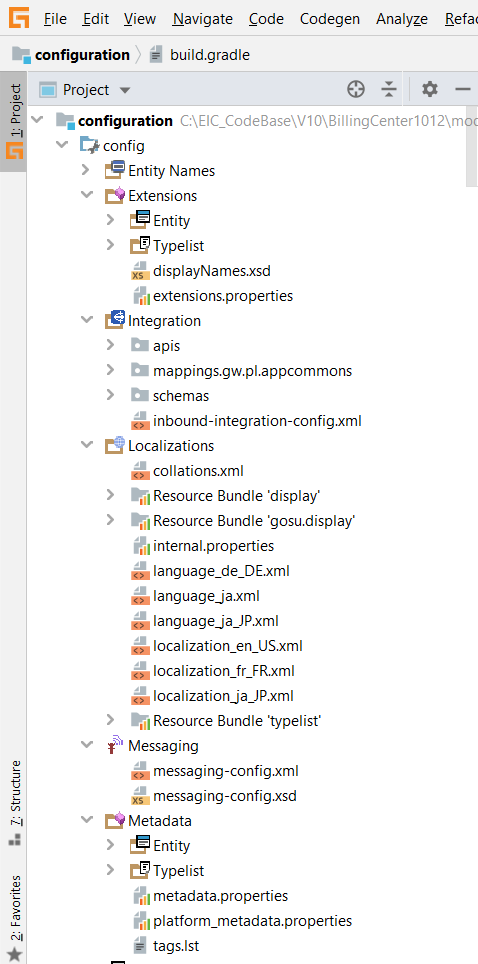 File Edit View Navigate Code Codegen Analyze Refac
configuration build.gradle
Project
1: Project
configuration C:\EIC_CodeBase\V10\BillingCenter1012\mod
config
Entity Names
Extensions
Entity
Typelist
displayNames.xsd
extensions.properties
Integration
apis
mappings.gw.pl.appcommons
schemas
inbound-integration-config.xml
Localizations
collations.xml
Resource Bundle 'display'
Resource Bundle 'gosu.display'
internal.properties
language_de_DE.xml
language_ja.xml
language_ja_JP.xml
localization_en_US.xml
localization_fr_FR.xml
localization_ja_JP.xml
Resource Bundle 'typelist'
Messaging
messaging-config.xml
messaging-config.xsd
Metadata
Entity
Typelist
metadata.properties
platform_metadata.properties
tags.lst
7: Structure
2: Favorites